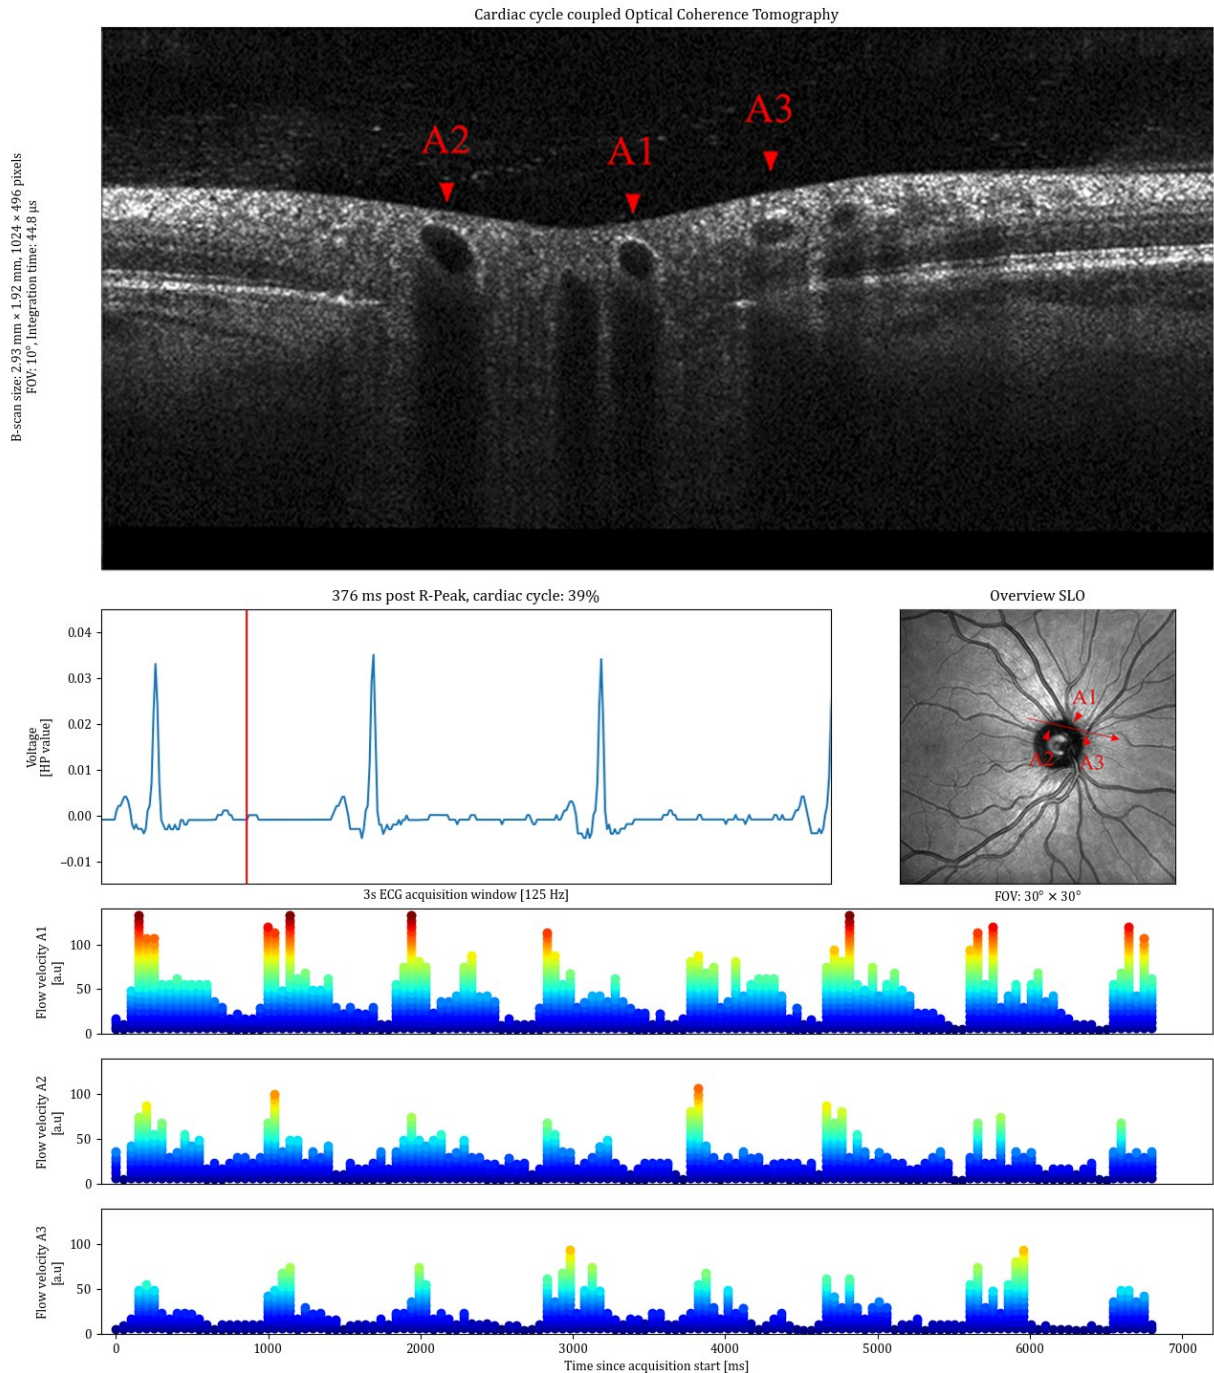 Cardiac cycle coupled Optical Coherence Tomography
B-scan size: 2.93 mm × 1.92 mm, 1024 × 496 pixels
FOV: 10°, Integration time: 44.8 µs
A3
A2
A1
376 ms post R-Peak, cardiac cycle: 39%
Voltage
[HP value]
0.04
0.03
0.02
0.01
0.00
−0.01
3s ECG acquisition window [125 Hz]
Overview SLO
A1
A2
A3
FOV: 30° × 30°
Flow velocity A1
[a.u]
100
50
0
Flow velocity A2
[a.u]
100
50
0
Flow velocity A3
[a.u]
100
50
0
0 1000 2000 3000 4000 5000 6000 7000
Time since acquisition start [ms]